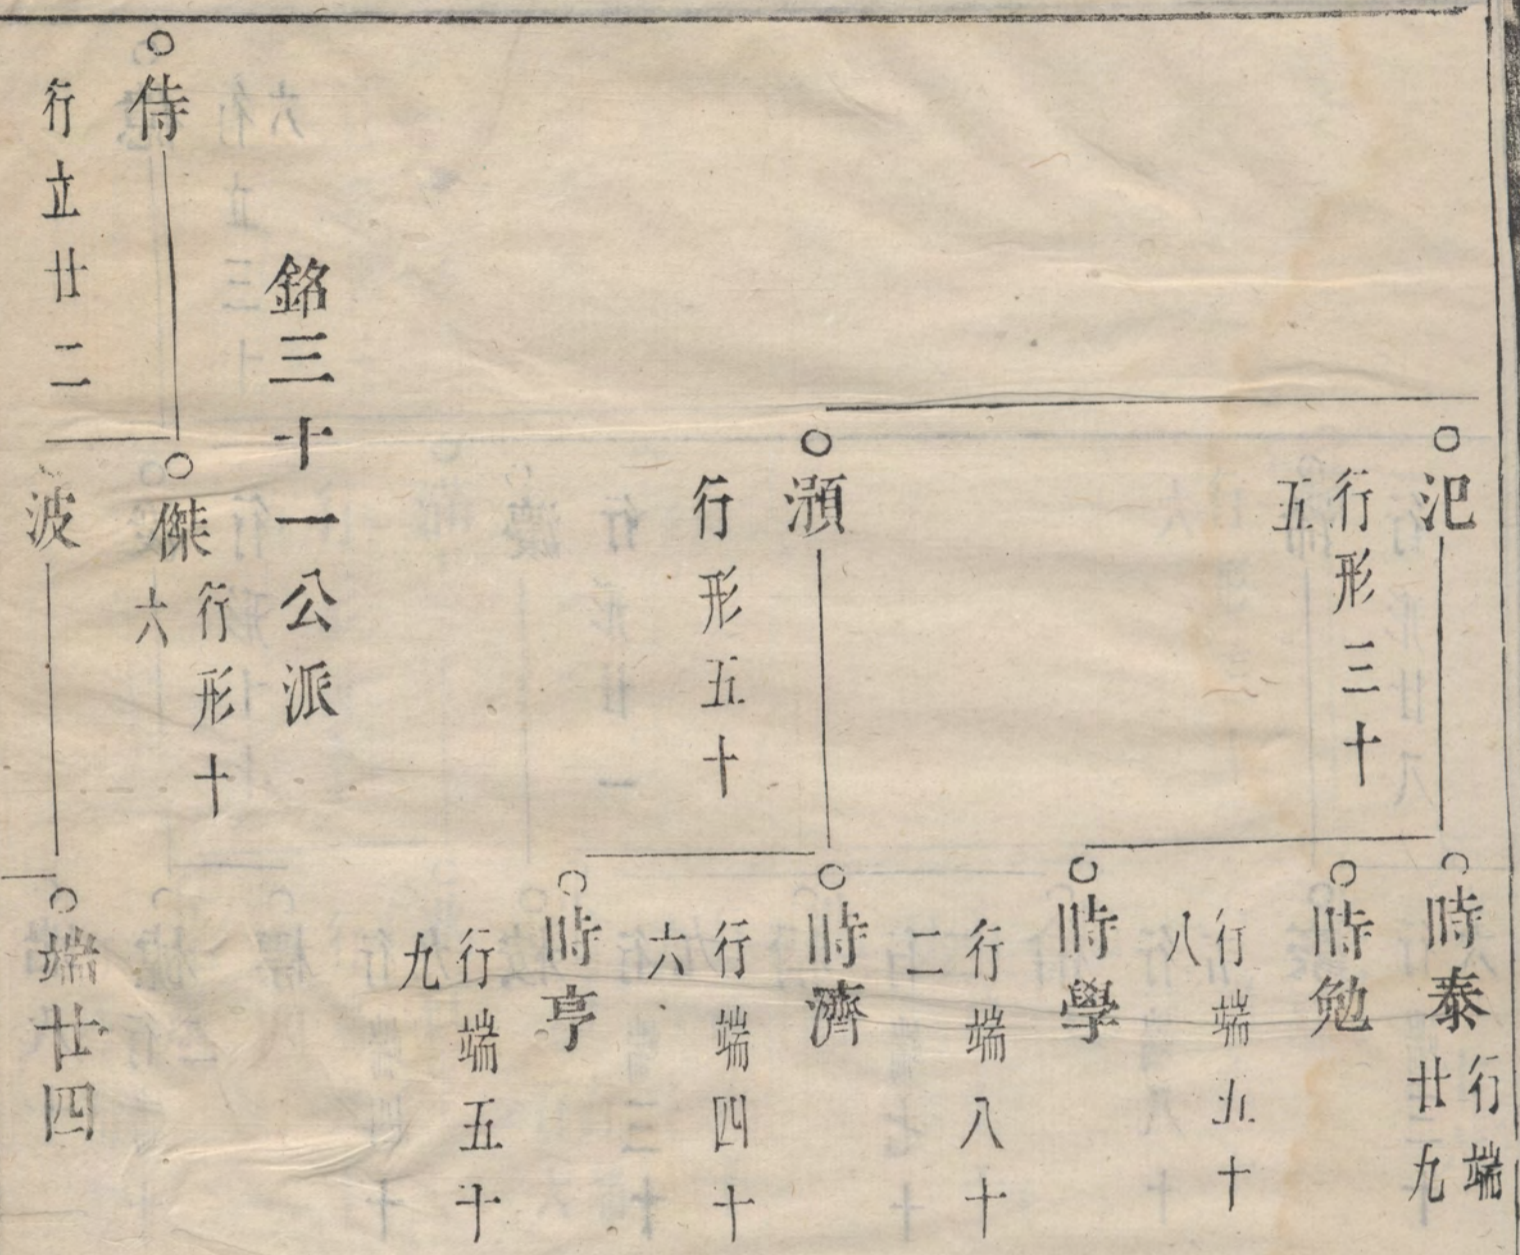 汜
行形三十
五
時泰
行端
廿九
時勉
行端五十
八
時學
行端八十
二
澦
行形五十
時濟
行端四十
六
時亨
行端五十
九
銘三十一公派
侍
行立廿二
傑
行形十
六
波
端廿四